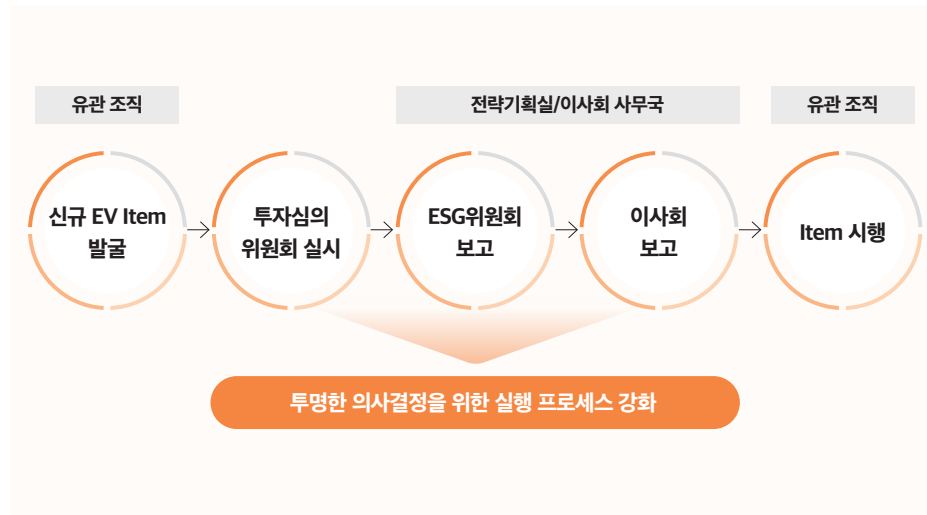 유관 조직
전략기획실/이사회 사무국
유관 조직
신규 EV Item
발굴
투자심의
위원회 실시
ESG위원회
보고
이사회
보고
Item 시행
투명한 의사결정을 위한 실행 프로세스 강화